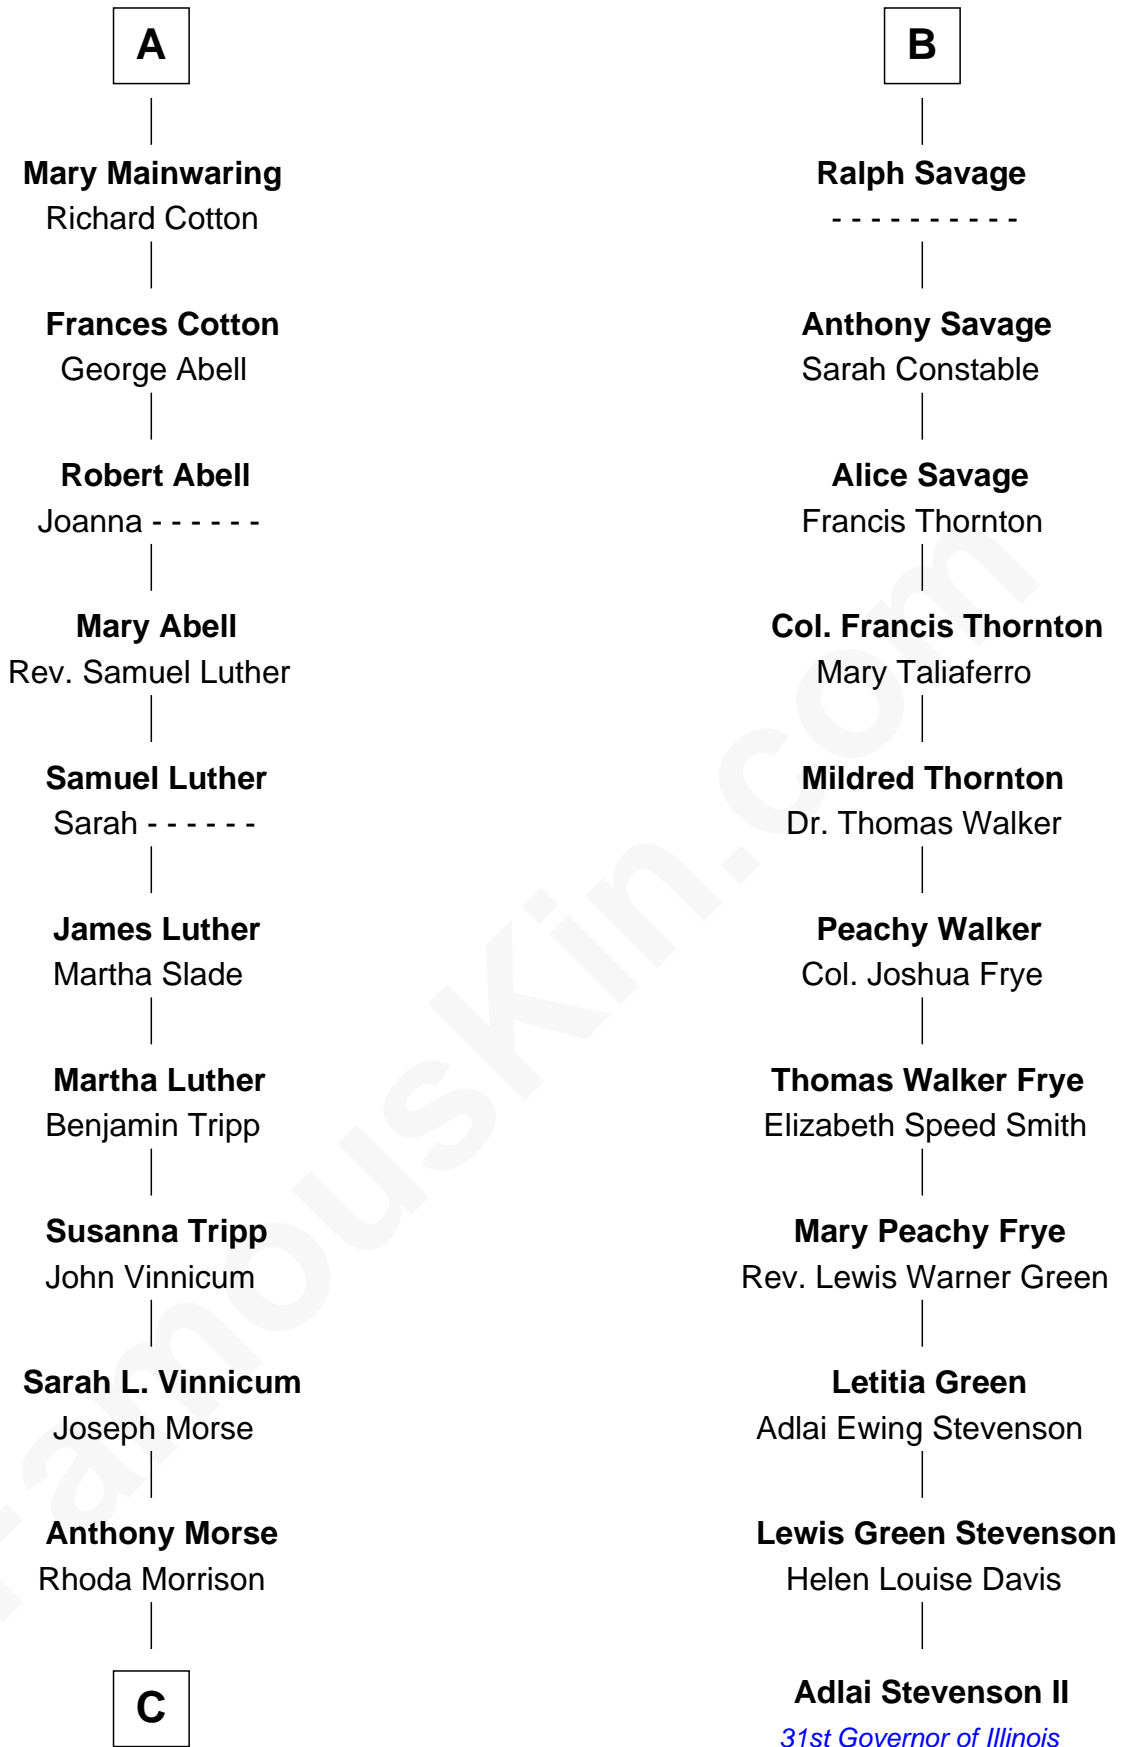 A
Mary Mainwaring
Richard Cotton
Frances Cotton
George Abell
Robert Abell
Joanna - - - - - -
Mary Abell
Rev. Samuel Luther
Samuel Luther
Sarah - - - - - -
James Luther
Martha Slade
Martha Luther
Benjamin Tripp
Susanna Tripp
John Vinnicum
Sarah L. Vinnicum
Joseph Morse
Anthony Morse
Rhoda Morrison
C
B
Ralph Savage
- - - - - - - - - -
Anthony Savage
Sarah Constable
Alice Savage
Francis Thornton
Col. Francis Thornton
Mary Taliaferro
Mildred Thornton
Dr. Thomas Walker
Peachy Walker
Col. Joshua Frye
Thomas Walker Frye
Elizabeth Speed Smith
Mary Peachy Frye
Rev. Lewis Warner Green
Letitia Green
Adlai Ewing Stevenson
Lewis Green Stevenson
Helen Louise Davis
Adlai Stevenson II
31st Governor of Illinois
FamousKin.com